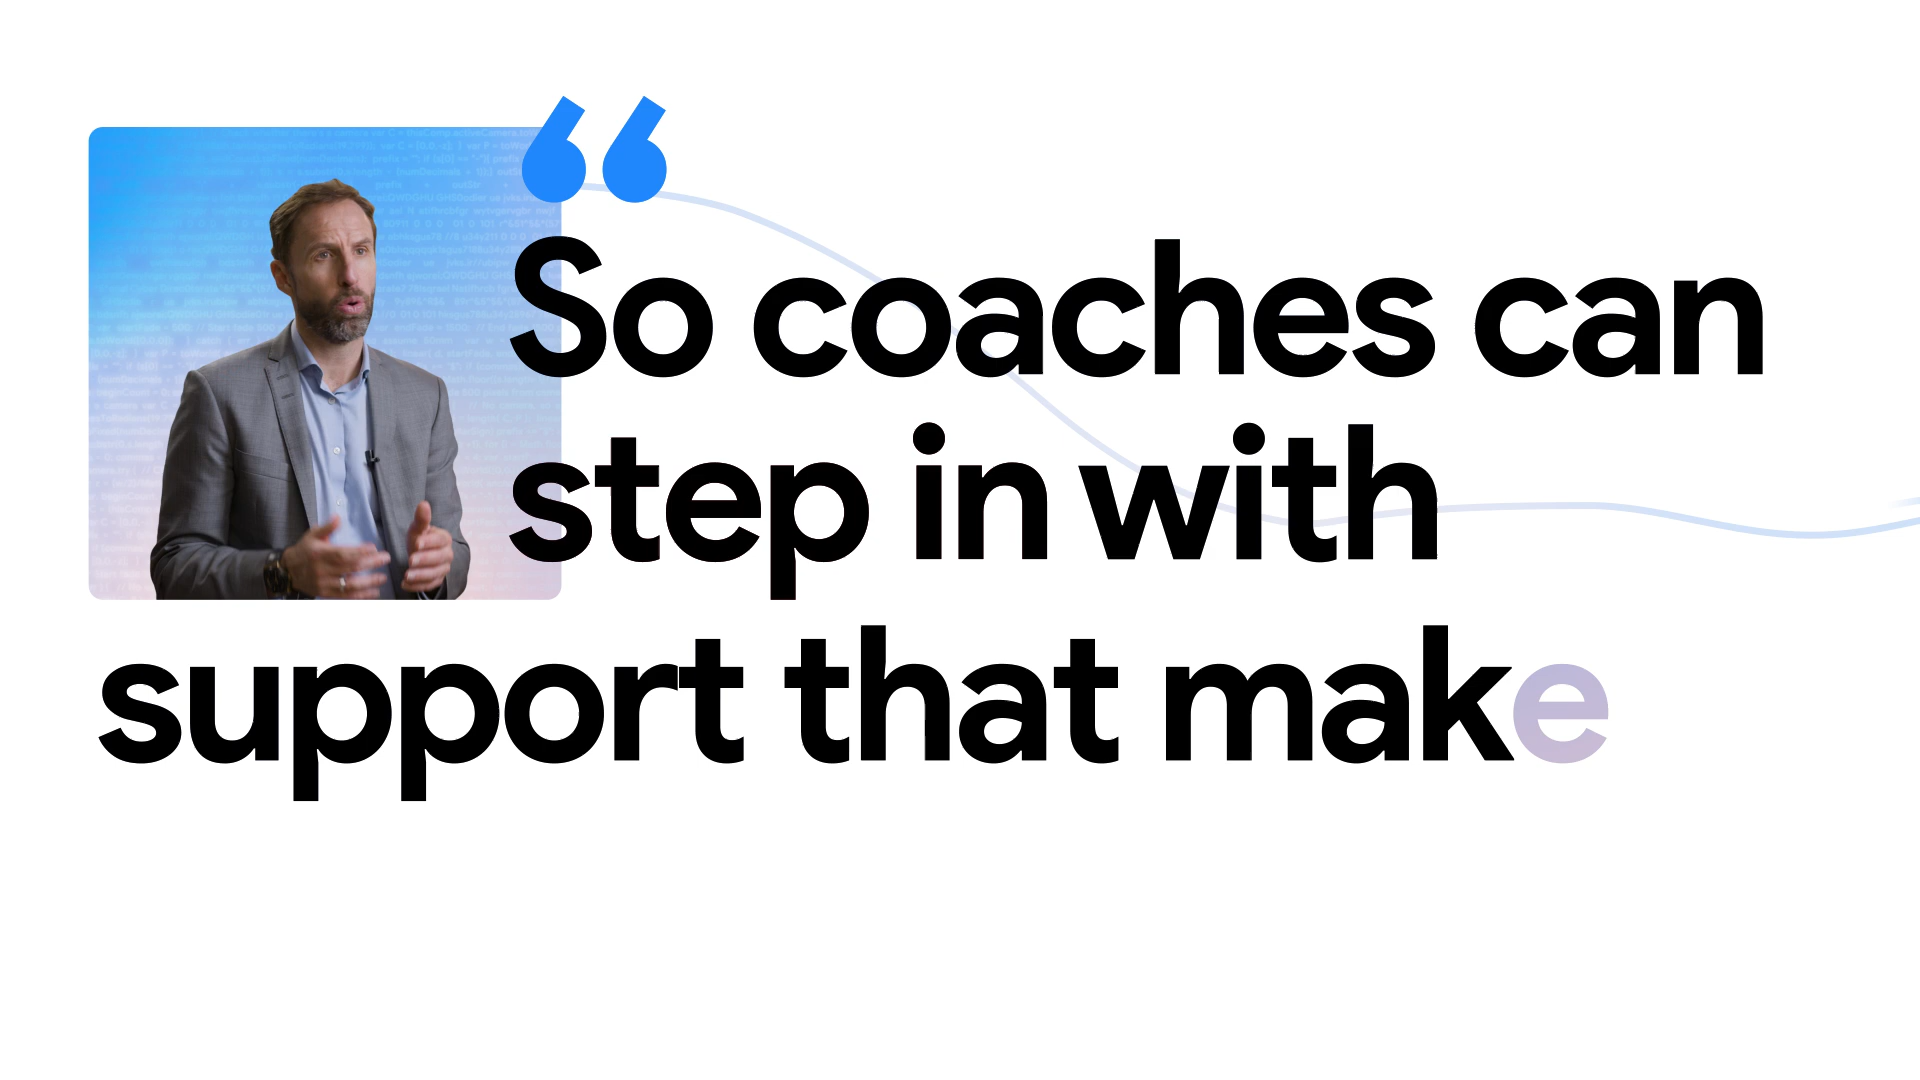 “
So coaches can
step in with
support that make